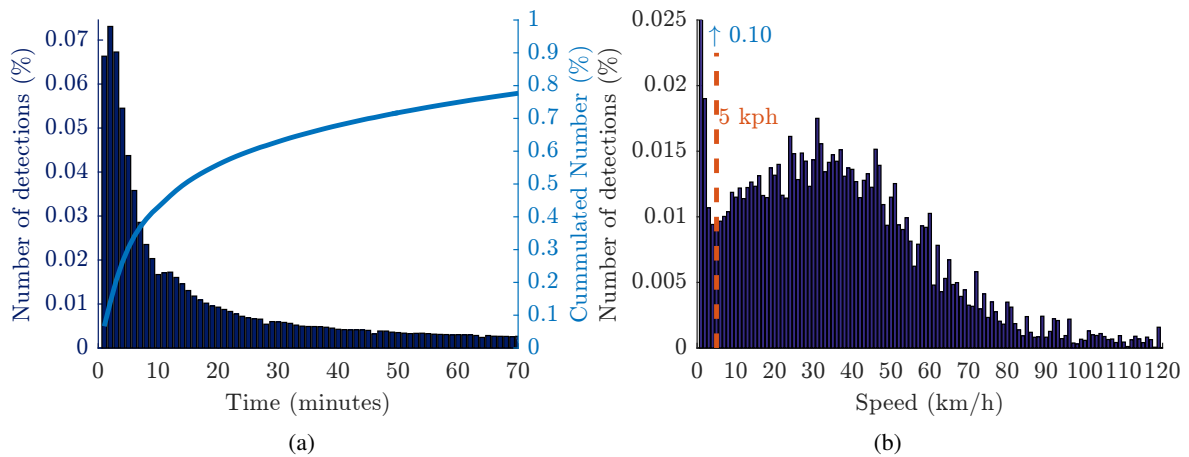 Number of detections (%)
0.07
0.06
0.05
0.04
0.03
0.02
0.01
0
0 10 20 30 40 50 60 70
Time (minutes)
1
0.9
0.8
0.7
0.6
0.5
0.4
0.3
0.2
0.1
0
Cummulated Number (%)
(a)
Number of detections (%)
0.025
0.02
0.015
0.01
0.005
0
↑ 0.10
5 kph
0 10 20 30 40 50 60 70 80 90 100 110 120
Speed (km/h)
(b)